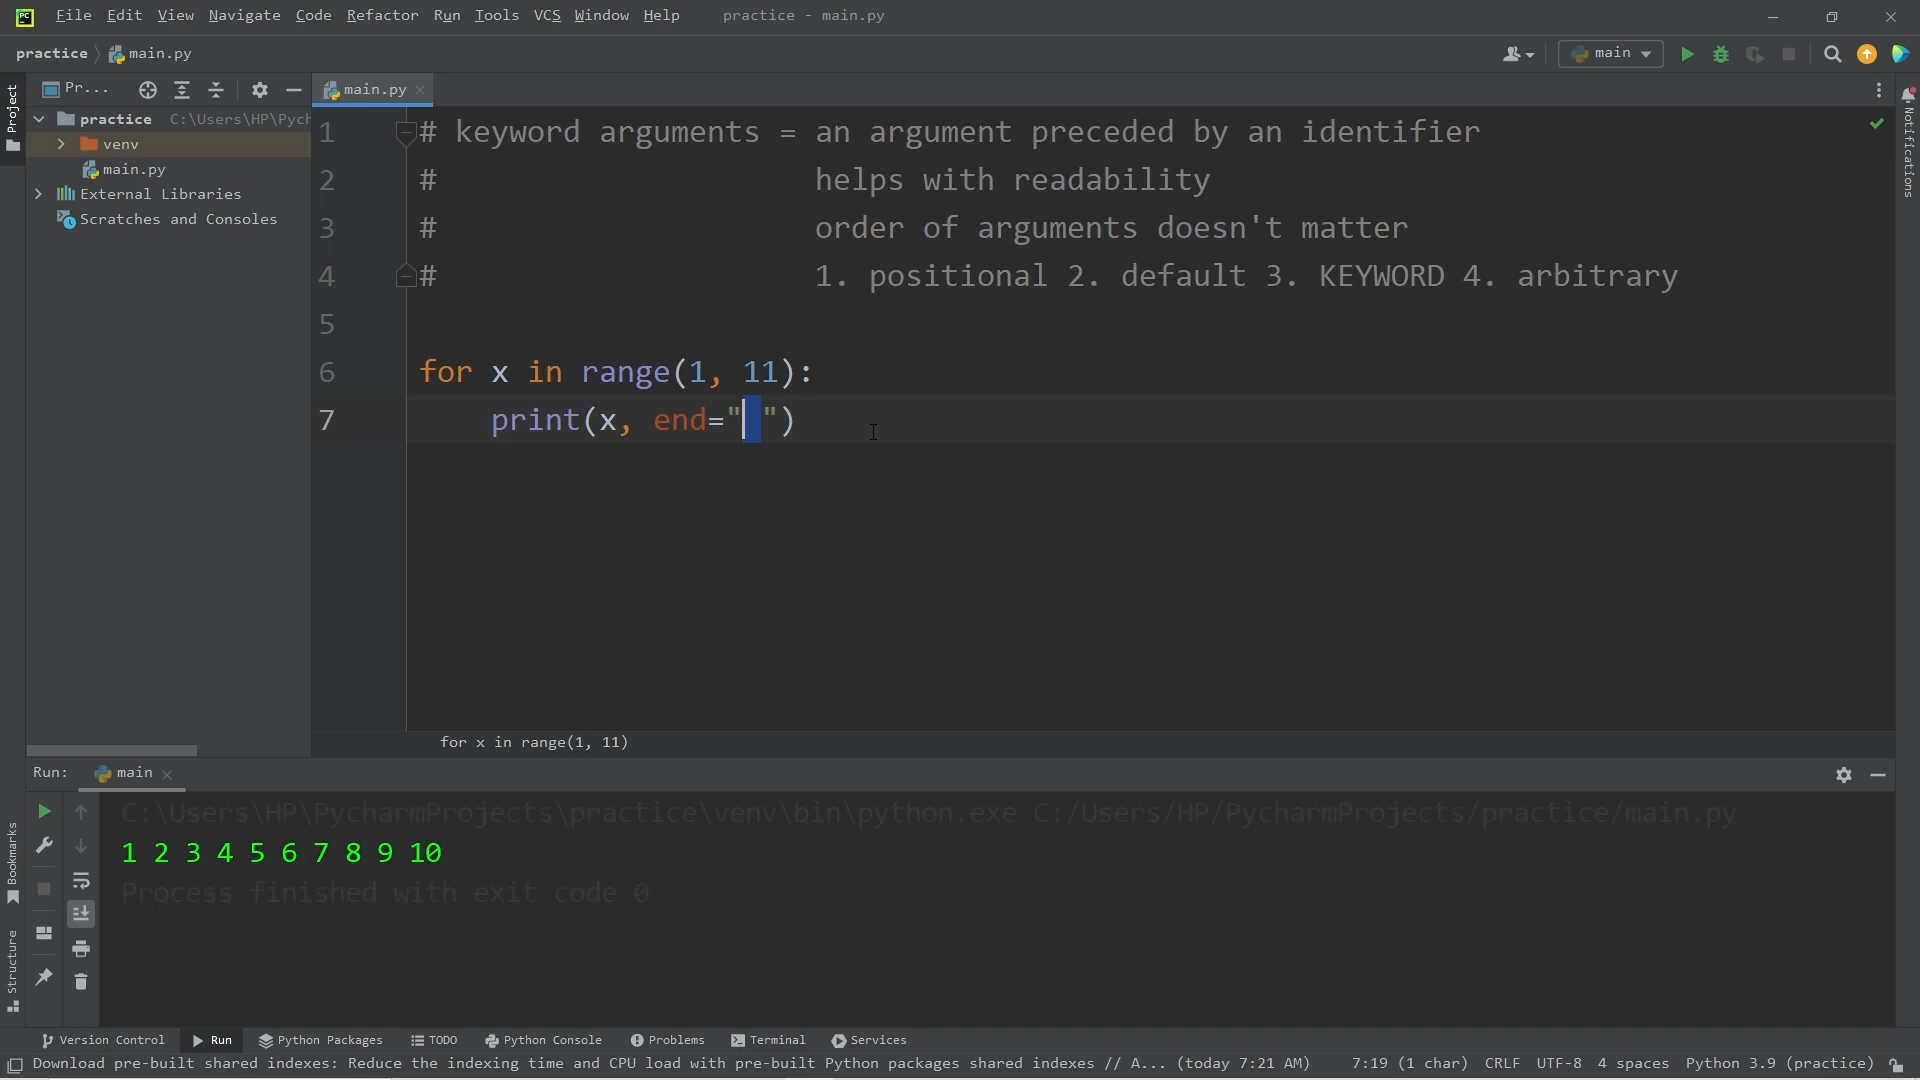 File Edit View Navigate Code Refactor Run Tools VCS Window Help practice - main.py
practice main.py main
Project
Pr... main.py
practice C:\Users\HP\Pych
venv
main.py
External Libraries
Scratches and Consoles
1 # keyword arguments = an argument preceded by an identifier
2 # helps with readability
3 # order of arguments doesn't matter
4 # 1. positional 2. default 3. KEYWORD 4. arbitrary
5
6 for x in range(1, 11):
7 print(x, end=" ")
Notifications
for x in range(1, 11)
Run: main
C:\Users\HP\PycharmProjects\practice\venv\bin\python.exe C:/Users/HP/PycharmProjects/practice/main.py
1 2 3 4 5 6 7 8 9 10
Process finished with exit code 0
Bookmarks
Structure
Version Control Run Python Packages TODO Python Console Problems Terminal Services
Download pre-built shared indexes: Reduce the indexing time and CPU load with pre-built Python packages shared indexes // A... (today 7:21 AM) 7:19 (1 char) CRLF UTF-8 4 spaces Python 3.9 (practice)